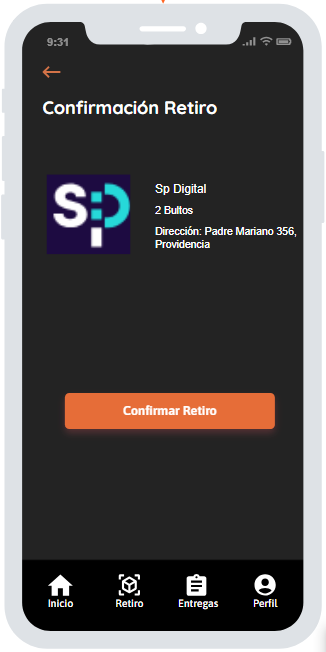 9:31
Confirmación Retiro
S:P
Sp Digital
2 Bultos
Dirección: Padre Mariano 356,
Providencia
Confirmar Retiro
Inicio
Retiro
Entregas
Perfil